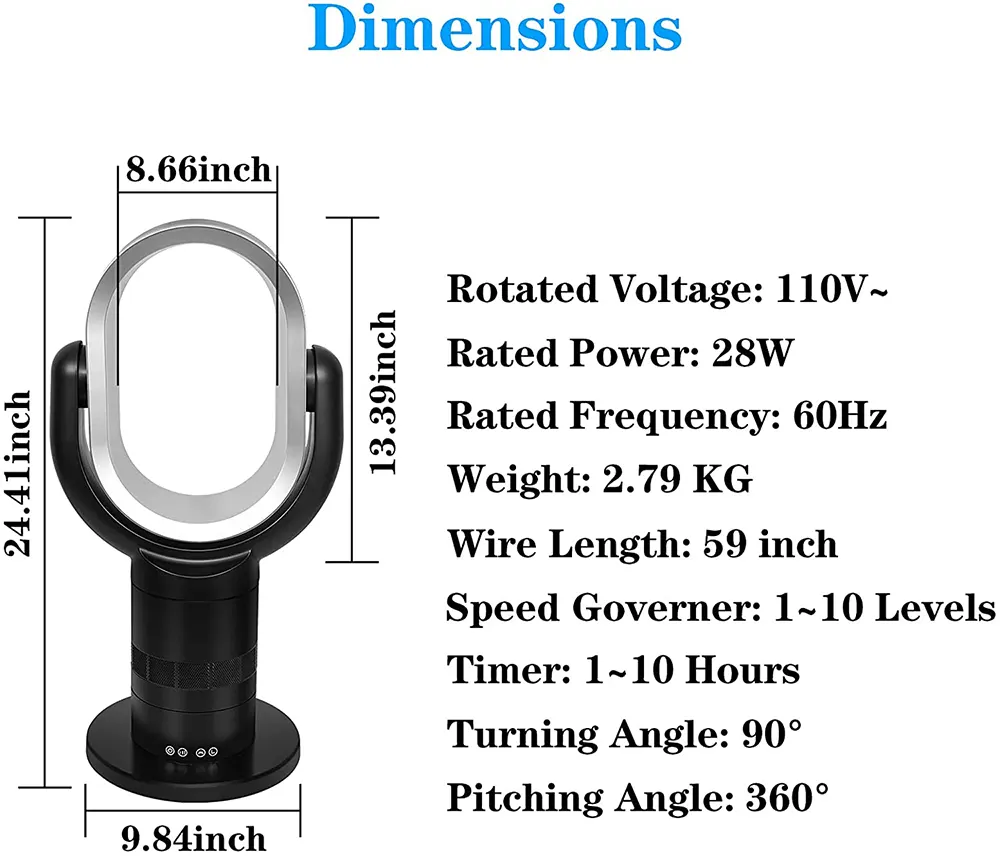 Dimensions
8.66inch
24.41inch
13.39inch
9.84inch
Rotated Voltage: 110V~
Rated Power: 28W
Rated Frequency: 60Hz
Weight: 2.79 KG
Wire Length: 59 inch
Speed Governer: 1~10 Levels
Timer: 1~10 Hours
Turning Angle: 90°
Pitching Angle: 360°